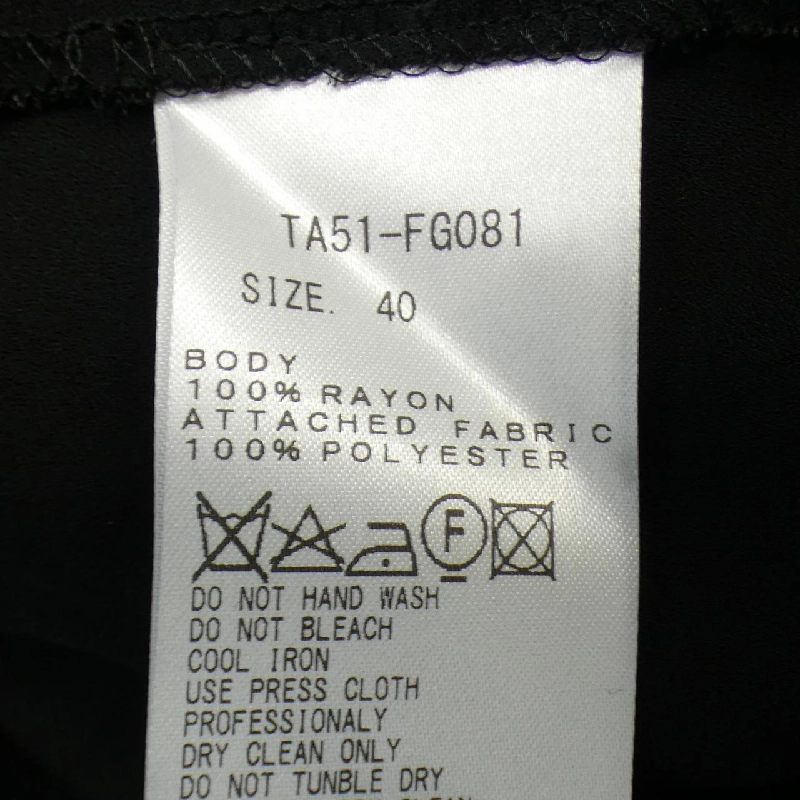 TA51-FG081
SIZE. 40
BODY
100% RAYON
ATTACHED FABRIC
100% POLYESTER
F
DO NOT HAND WASH
DO NOT BLEACH
COOL IRON
USE PRESS CLOTH
PROFESSIONALY
DRY CLEAN ONLY
DO NOT TUNBLE DRY